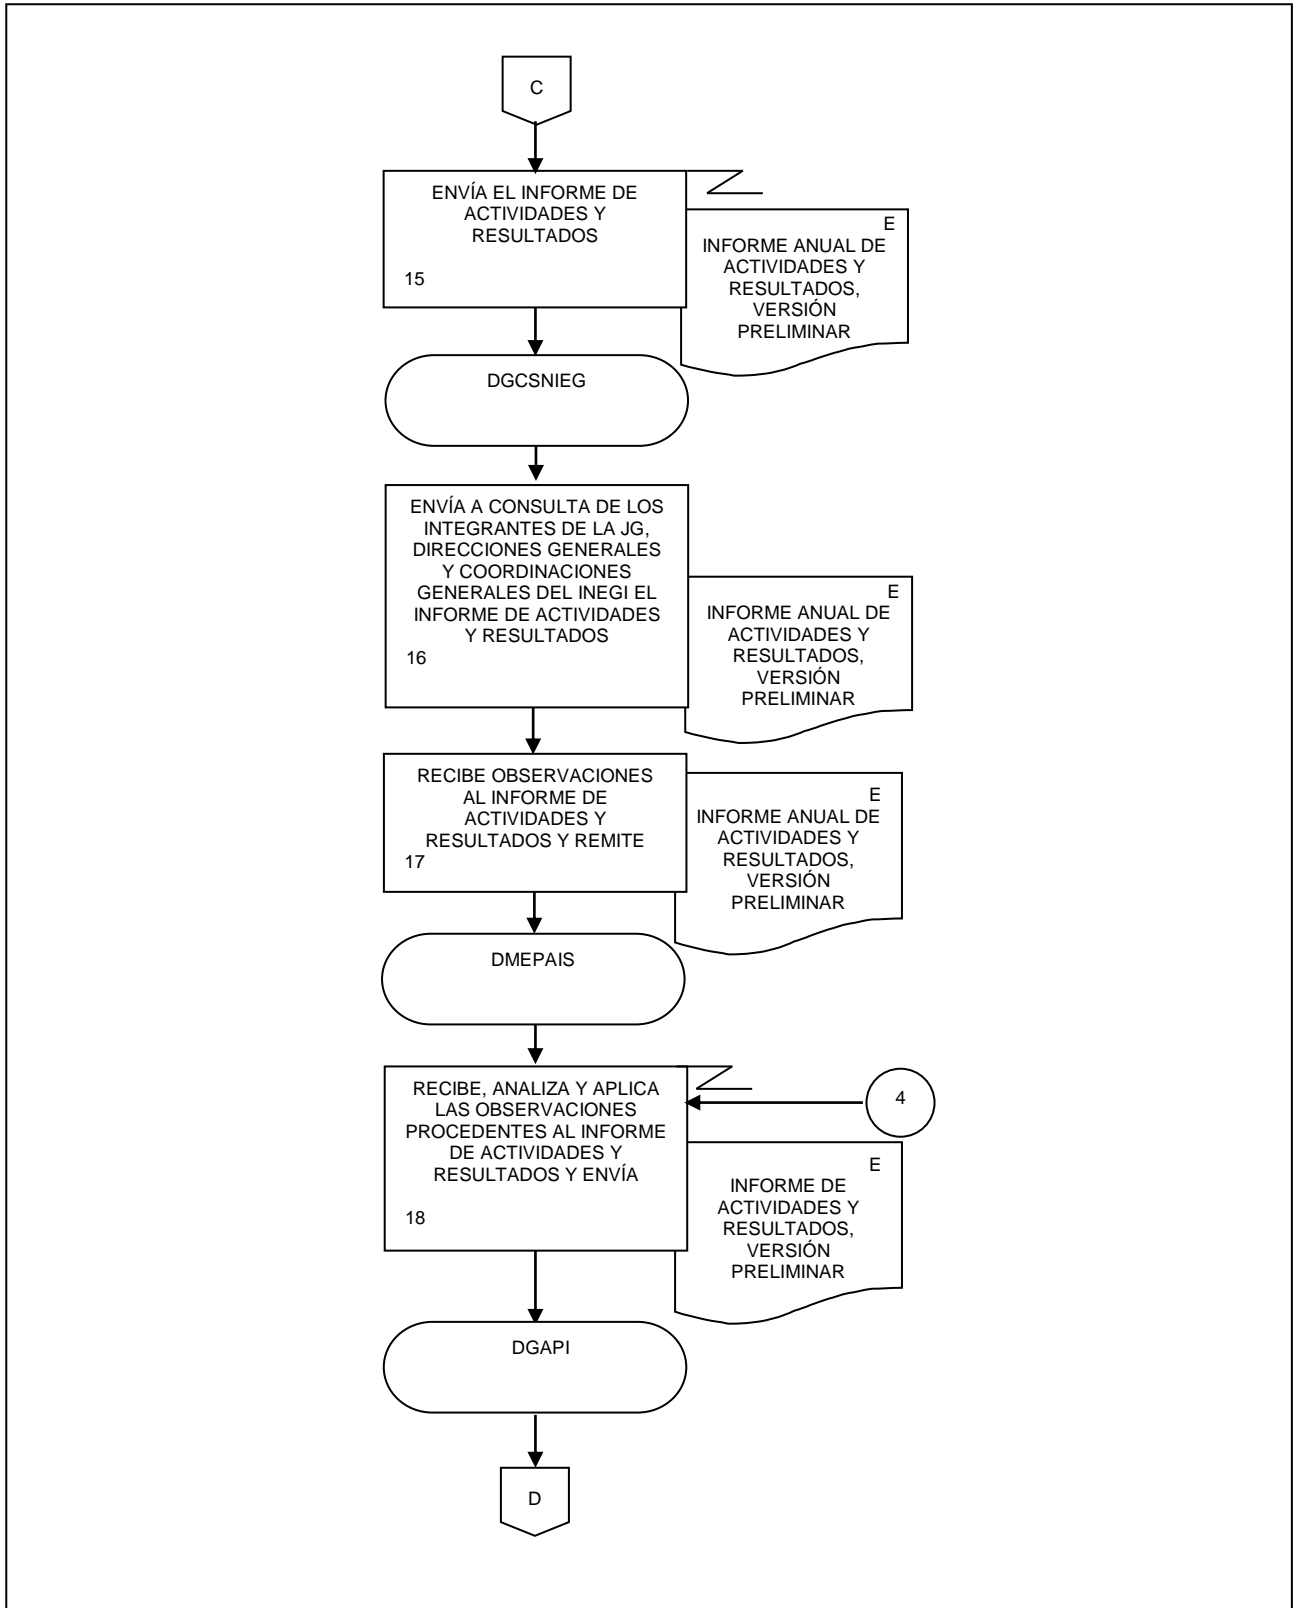 C
ENVÍA EL INFORME DE
ACTIVIDADES Y
RESULTADOS
15
E
INFORME ANUAL DE
ACTIVIDADES Y
RESULTADOS,
VERSIÓN
PRELIMINAR
DGCSNIEG
ENVÍA A CONSULTA DE LOS
INTEGRANTES DE LA JG,
DIRECCIONES GENERALES
Y COORDINACIONES
GENERALES DEL INEGI EL
INFORME DE ACTIVIDADES
Y RESULTADOS
16
E
INFORME ANUAL DE
ACTIVIDADES Y
RESULTADOS,
VERSIÓN
PRELIMINAR
RECIBE OBSERVACIONES
AL INFORME DE
ACTIVIDADES Y
RESULTADOS Y REMITE
17
E
INFORME ANUAL DE
ACTIVIDADES Y
RESULTADOS,
VERSIÓN
PRELIMINAR
DMEPAIS
RECIBE, ANALIZA Y APLICA
LAS OBSERVACIONES
PROCEDENTES AL INFORME
DE ACTIVIDADES Y
RESULTADOS Y ENVÍA
18
4
E
INFORME DE
ACTIVIDADES Y
RESULTADOS,
VERSIÓN
PRELIMINAR
DGAPI
D